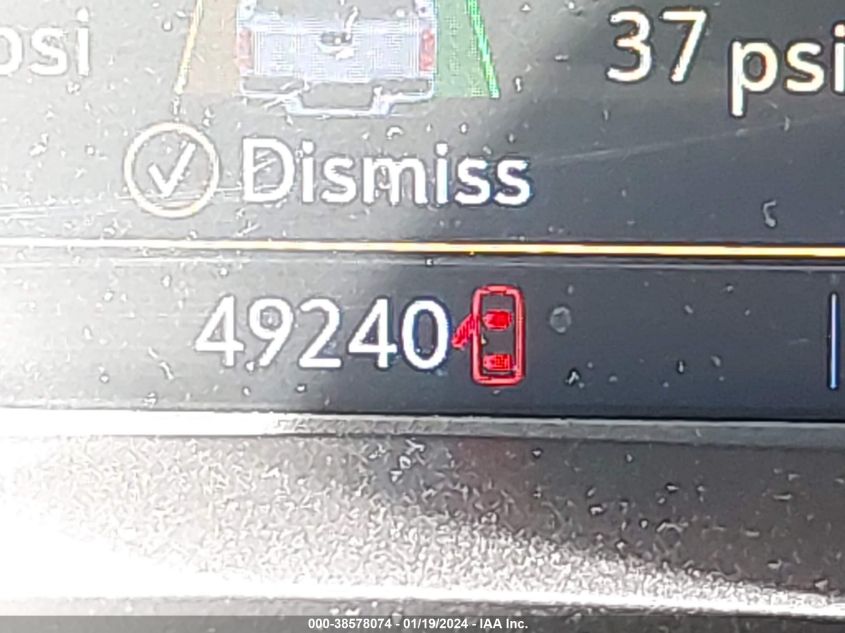 psi
37 psi
Dismiss
49240
000-38578074 - 01/19/2024 - IAA Inc.